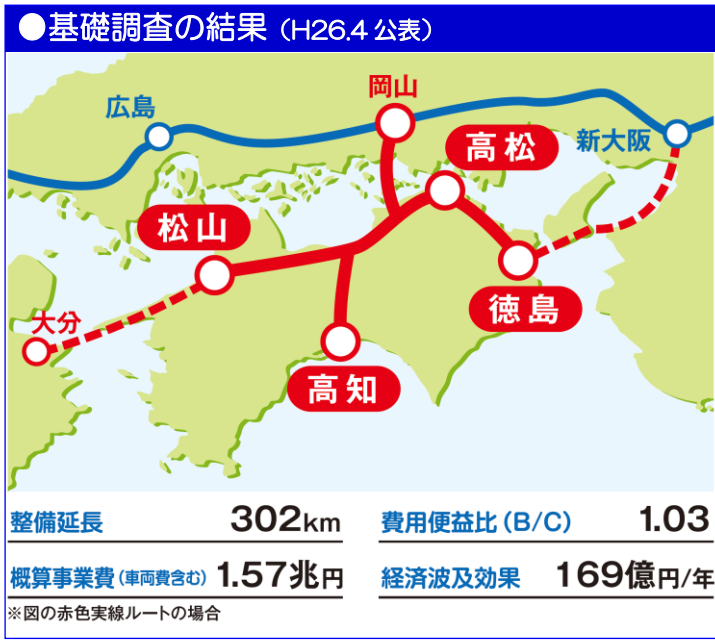 ●基礎調査の結果（H26.4 公表）
岡山
広島
新大阪
高松
松山
徳島
大分
高知
整備延長 302km
費用便益比（B/C） 1.03
概算事業費（車両費含む） 1.57兆円
経済波及効果 169億円/年
※図の赤色実線ルートの場合